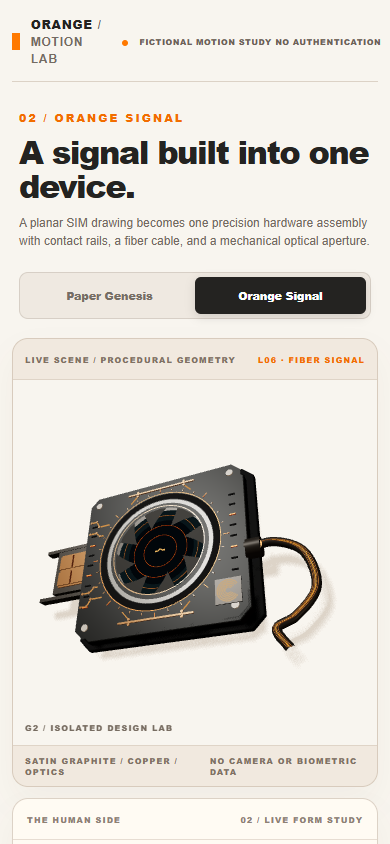 ORANGE /
MOTION
LAB
FICTIONAL MOTION STUDY NO AUTHENTICATION
02 / ORANGE SIGNAL
A signal built into one
device.
A planar SIM drawing becomes one precision hardware assembly
with contact rails, a fiber cable, and a mechanical optical aperture.
Paper Genesis
Orange Signal
LIVE SCENE / PROCEDURAL GEOMETRY
L06 · FIBER SIGNAL
G2 / ISOLATED DESIGN LAB
SATIN GRAPHITE / COPPER /
OPTICS
NO CAMERA OR BIOMETRIC
DATA
THE HUMAN SIDE
02 / LIVE FORM STUDY